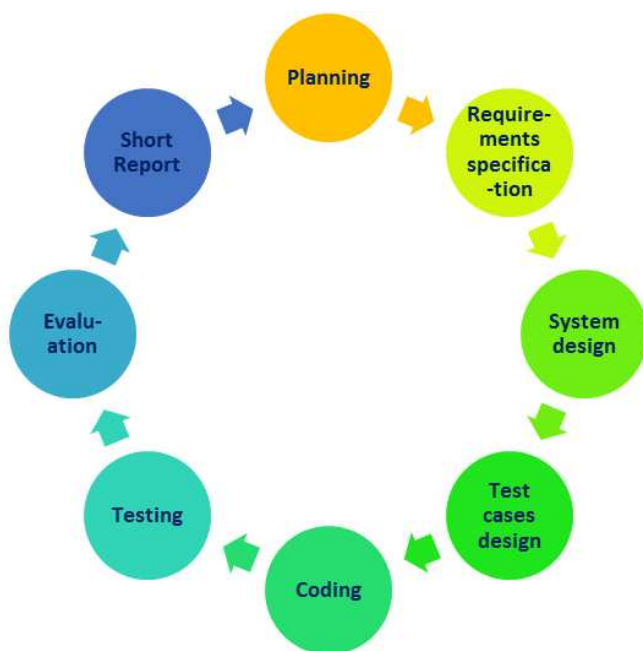 Planning
Require-
ments
specifica
-tion
System
design
Test
cases
design
Coding
Testing
Evalu-
ation
Short
Report